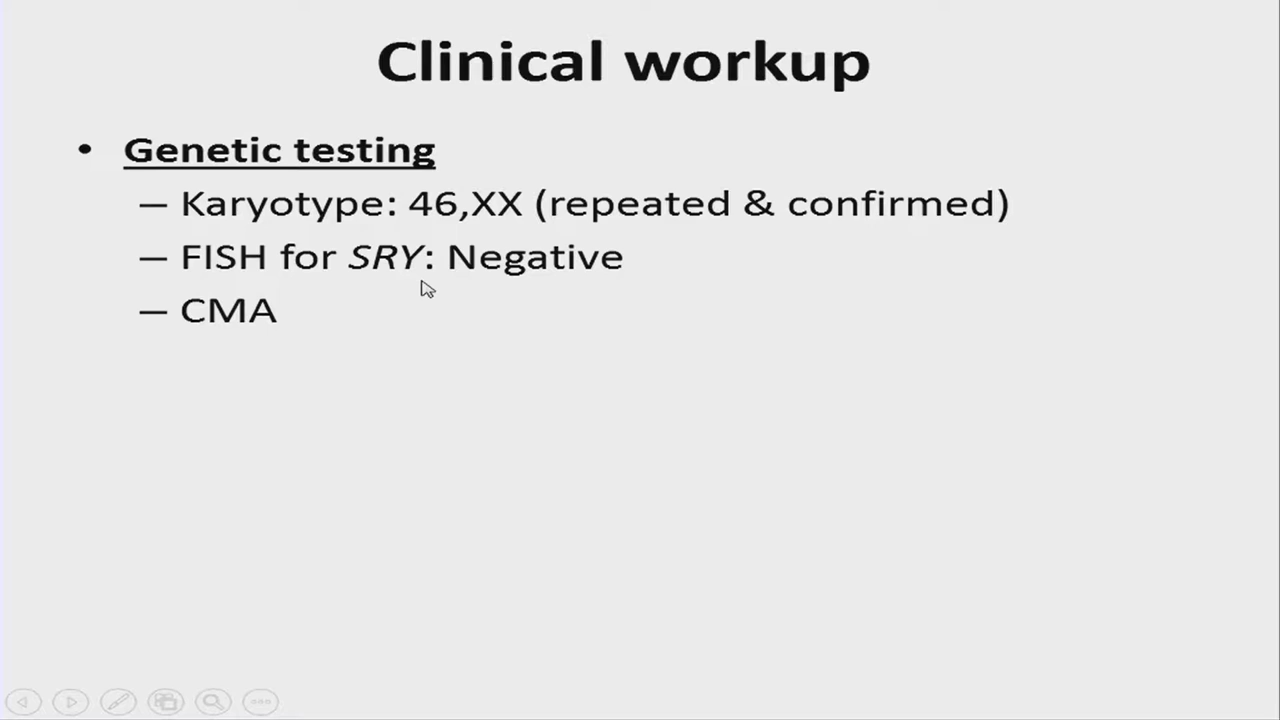 Clinical workup
• Genetic testing
– Karyotype: 46,XX (repeated & confirmed)
– FISH for SRY: Negative
– CMA